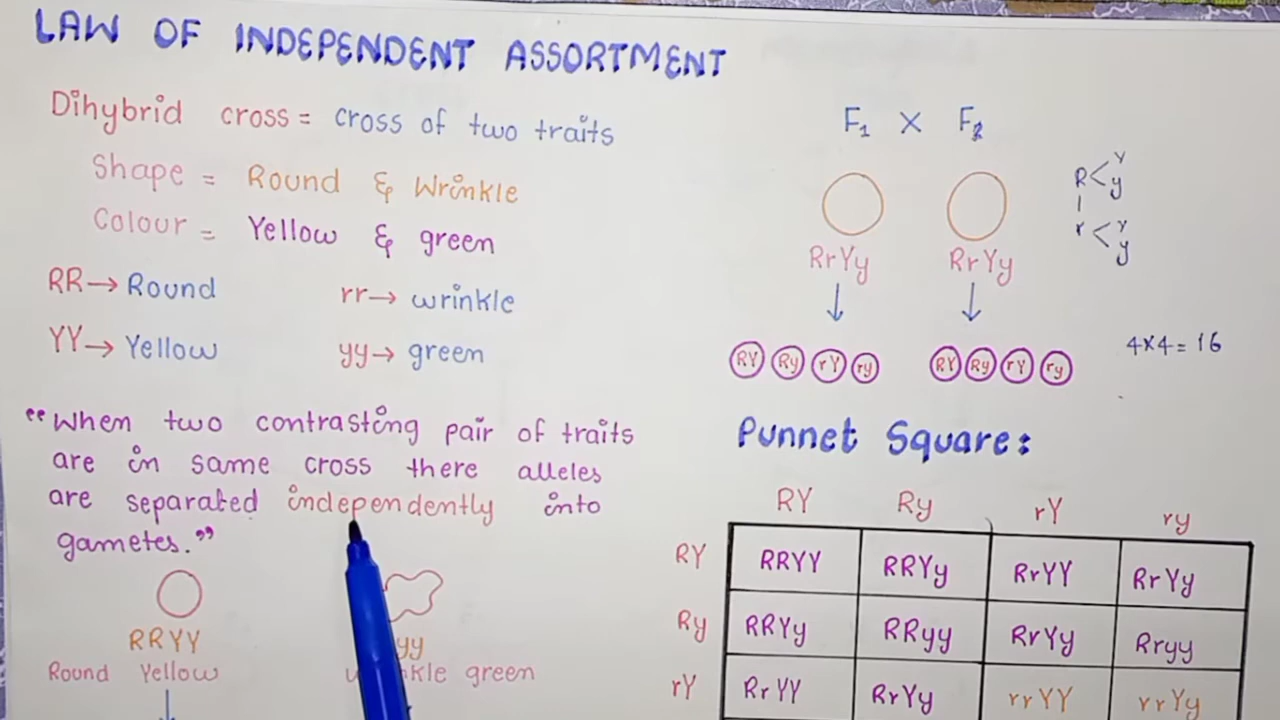 LAW OF INDEPENDENT ASSORTMENT
Dihybrid cross = cross of two traits
Shape = Round & Wrinkle
Colour = Yellow & green
RR→ Round rr→ wrinkle
YY→ Yellow yy→ green
"When two contrasting pair of traits
are in same cross there alleles
are separated independently into
gametes."
RRYY yy
Round Yellow kle green
F1 X F2
R < Y
y
r < Y
y
RrYy RrYy
RY Ry rY ry RY Ry rY ry
4x4= 16
Punnet Square:
RY Ry rY ry
RY RRYY RRYy RrYY RrYy
Ry RRYy RRyy RrYy Rryy
rY RrYY RrYy rrYY rrYy